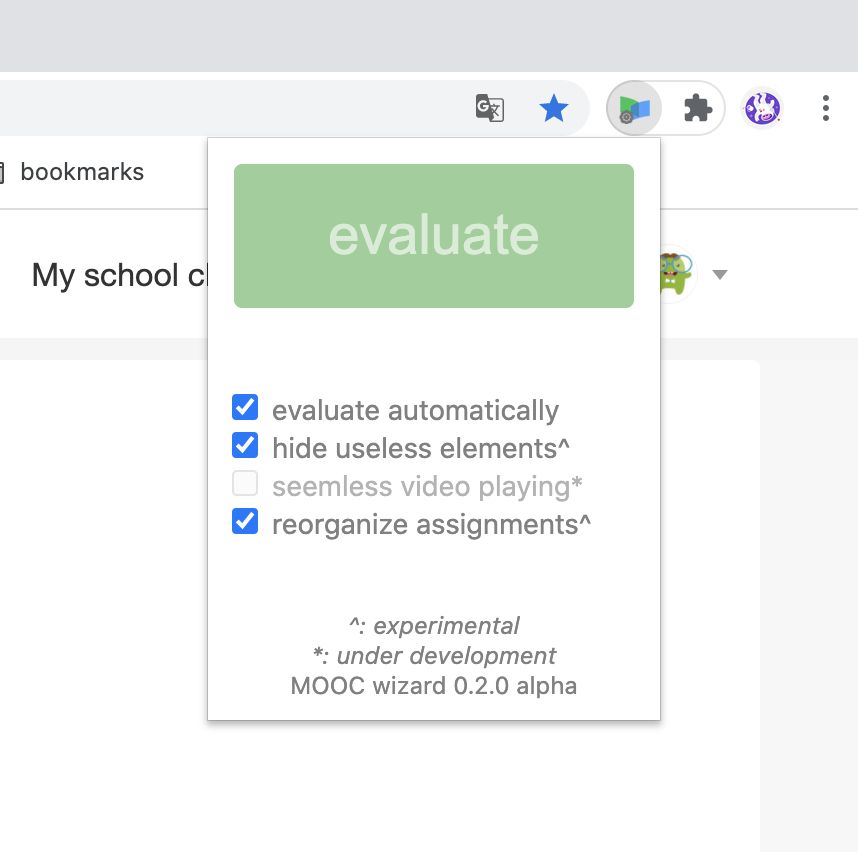 bookmarks
My school c
evaluate
evaluate automatically
hide useless elements^
seemless video playing*
reorganize assignments^
^: experimental
*: under development
MOOC wizard 0.2.0 alpha